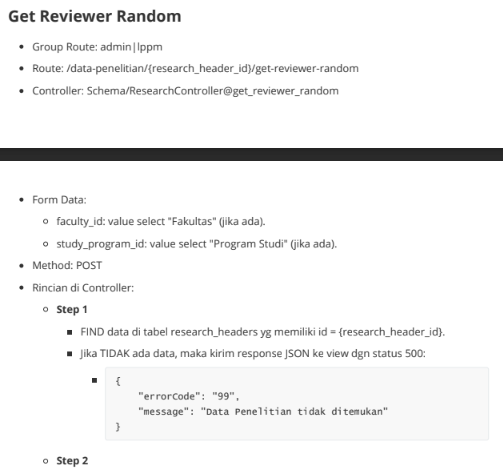 Get Reviewer Random
Group Route: admin|lppm
Route: /data-penelitian/{research_header_id}/get-reviewer-random
Controller: Schema/ResearchController@get_reviewer_random
Form Data:
faculty_id: value select "Fakultas" (jika ada).
study_program_id: value select "Program Studi" (jika ada).
Method: POST
Rincian di Controller:
Step 1
FIND data di tabel research_headers yg memiliki id = {research_header_id}.
Jika TIDAK ada data, maka kirim response JSON ke view dgn status 500:
{
"errorCode": "99",
"message": "Data Penelitian tidak ditemukan"
}
Step 2